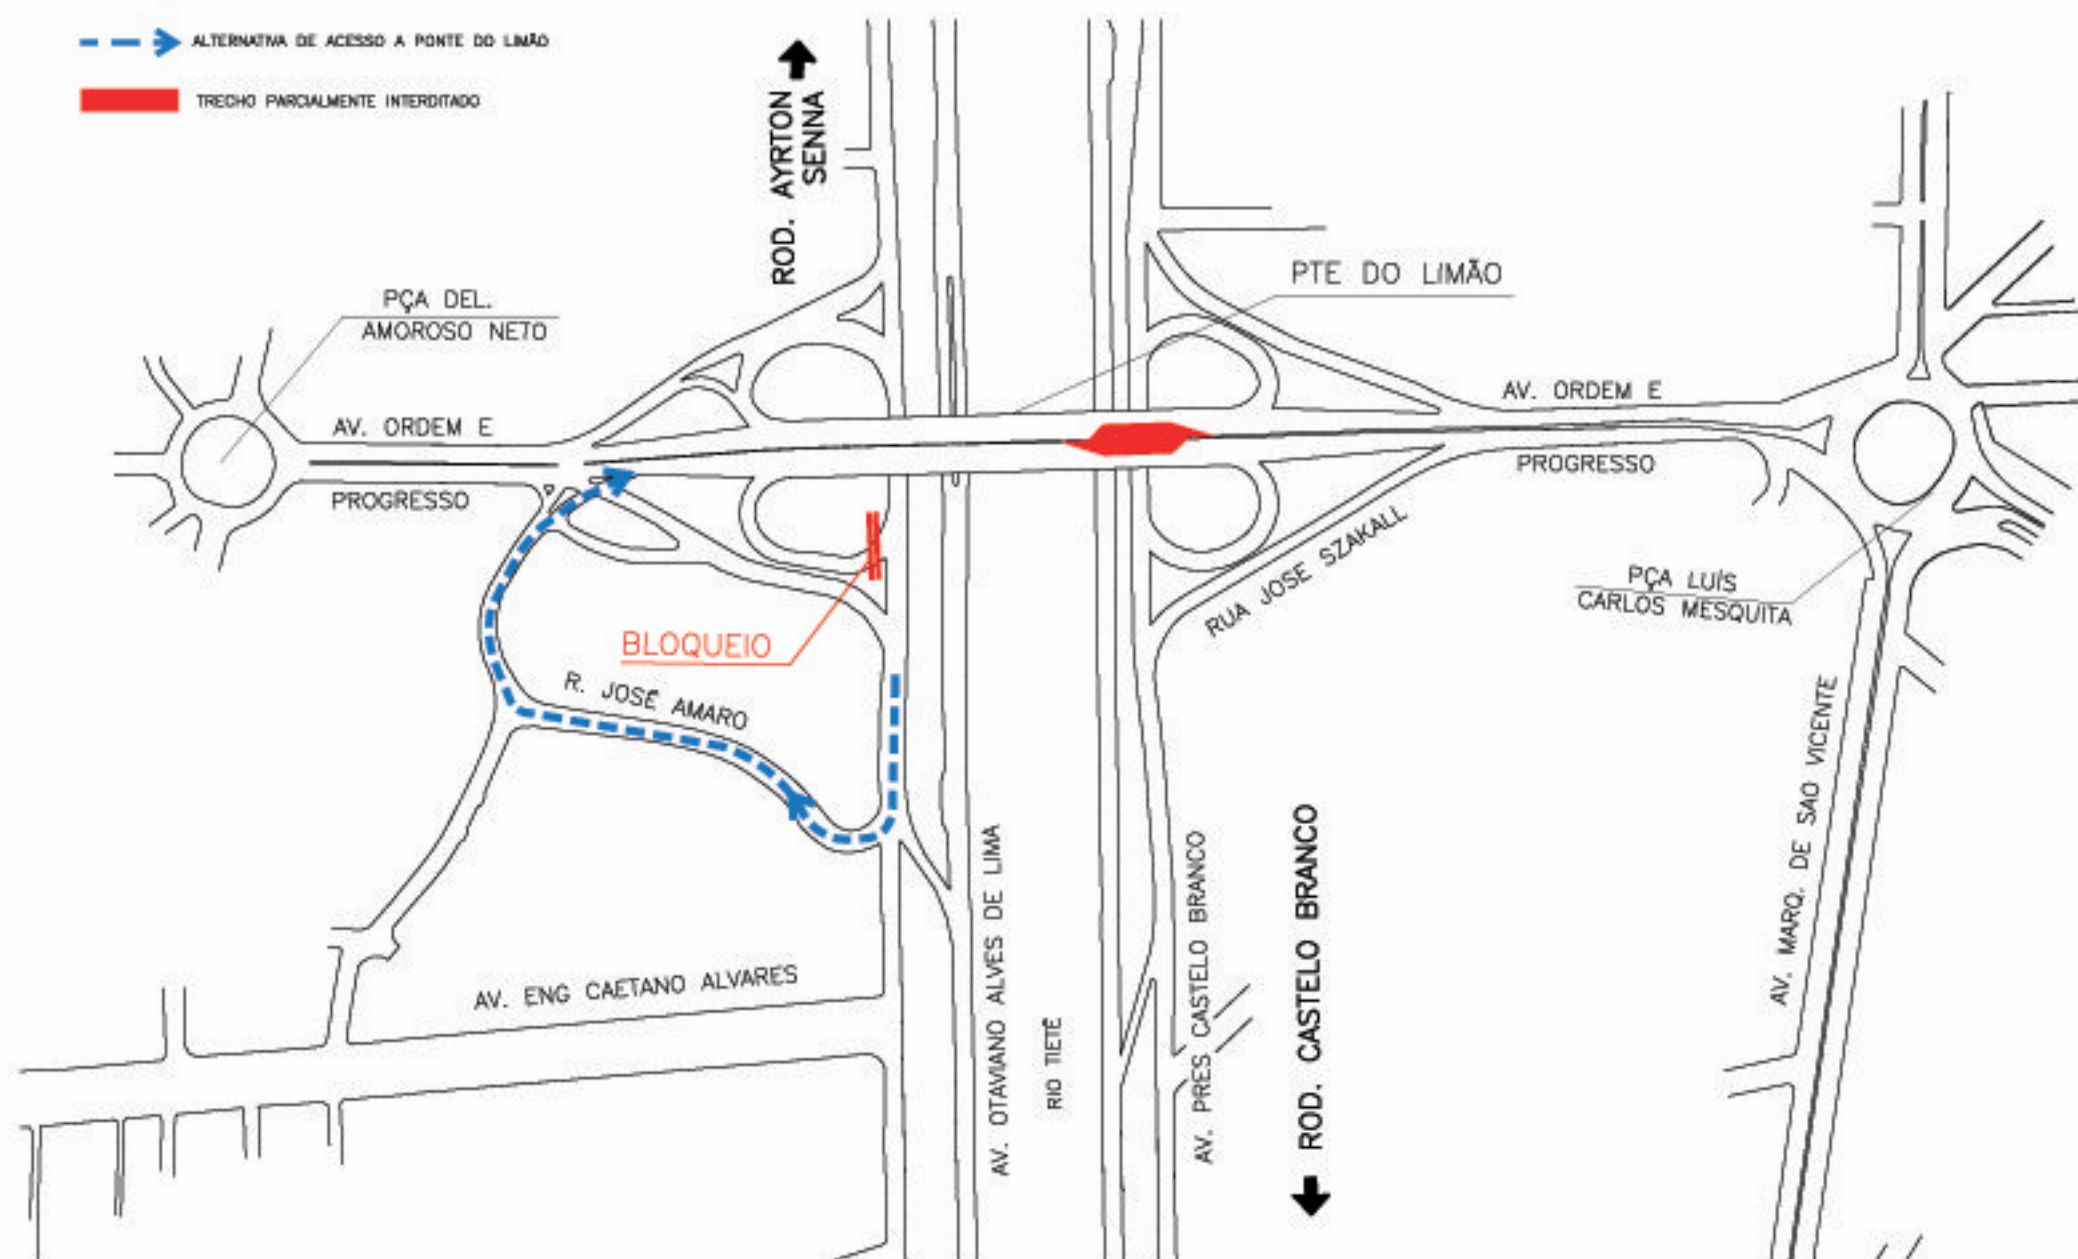 ALTERNATIVA DE ACESSO A PONTE DO LIMÃO
TRECHO PARCIALMENTE INTERDITADO
ROD. AYRTON
SENNA
PTE DO LIMÃO
PÇA DEL.
AMOROSO NETO
AV. ORDEM E
PROGRESSO
AV. ORDEM E
PROGRESSO
RUA JOSE SZAKALL
PÇA LUÍS
CARLOS MESQUITA
BLOQUEIO
R. JOSÉ AMARO
AV. MARQ. DE SAO VICENTE
AV. ENG CAETANO ALVARES
AV. OTAVIANO ALVES DE LIMA
RIO TIETÊ
AV. PRES CASTELO BRANCO
ROD. CASTELO BRANCO